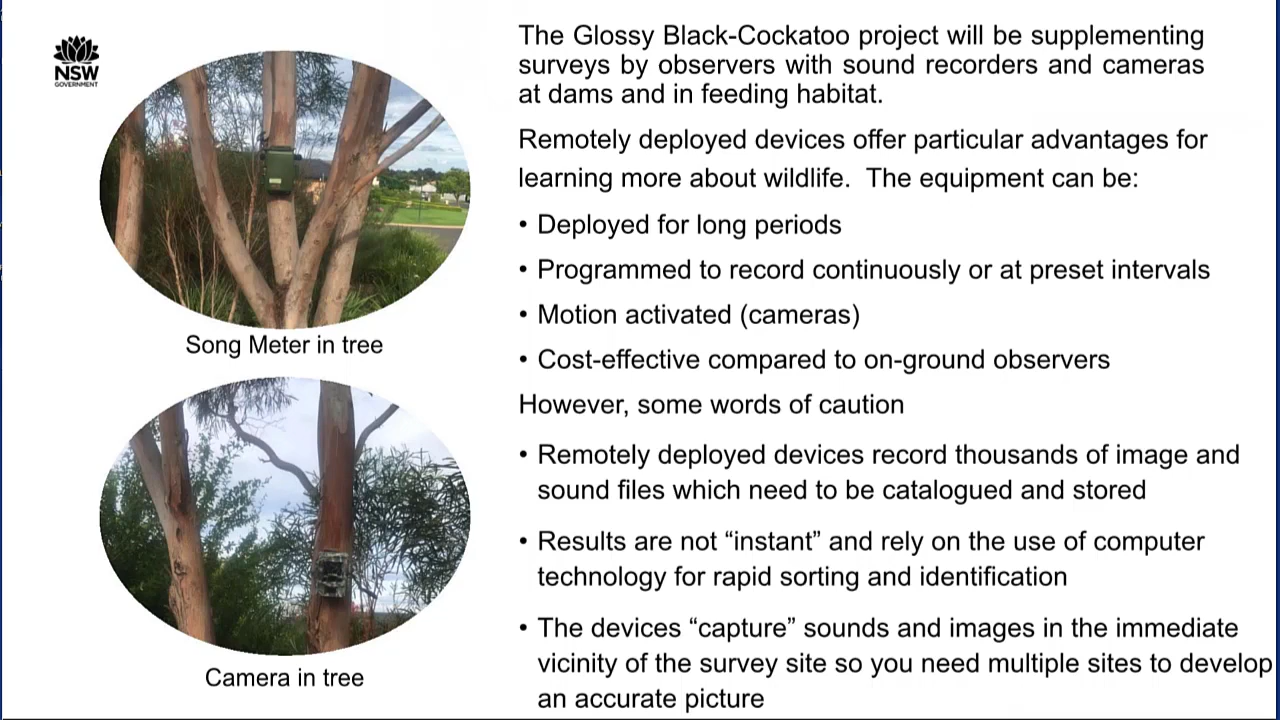 NSW
GOVERNMENT
Song Meter in tree
Camera in tree
The Glossy Black-Cockatoo project will be supplementing
surveys by observers with sound recorders and cameras
at dams and in feeding habitat.
Remotely deployed devices offer particular advantages for
learning more about wildlife.  The equipment can be:
• Deployed for long periods
• Programmed to record continuously or at preset intervals
• Motion activated (cameras)
• Cost-effective compared to on-ground observers
However, some words of caution
• Remotely deployed devices record thousands of image and
sound files which need to be catalogued and stored
• Results are not “instant” and rely on the use of computer
technology for rapid sorting and identification
• The devices “capture” sounds and images in the immediate
vicinity of the survey site so you need multiple sites to develop
an accurate picture